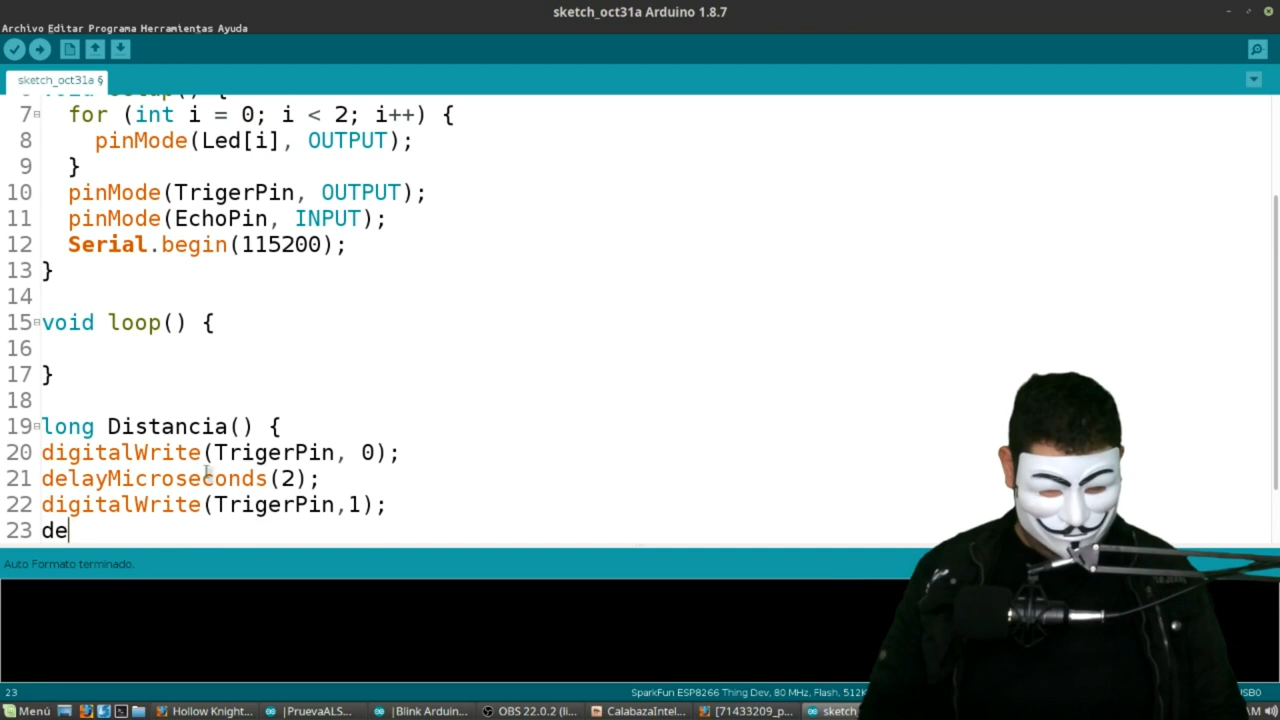 sketch_oct31a Arduino 1.8.7
Archivo Editar Programa Herramientas Ayuda
sketch_oct31a §
7 for (int i = 0; i < 2; i++) {
8 pinMode(Led[i], OUTPUT);
9 }
10 pinMode(TrigerPin, OUTPUT);
11 pinMode(EchoPin, INPUT);
12 Serial.begin(115200);
13 }
14
15 void loop() {
16
17 }
18
19 long Distancia() {
20 digitalWrite(TrigerPin, 0);
21 delayMicroseconds(2);
22 digitalWrite(TrigerPin,1);
23 de
Auto Formato terminado.
23 SparkFun ESP8266 Thing Dev, 80 MHz, Flash, 512K
Menú Hollow Knight... |PruevaALS... |Blink Arduin... OBS 22.0.2 (li... CalabazaIntel... [71433209_p... sketch